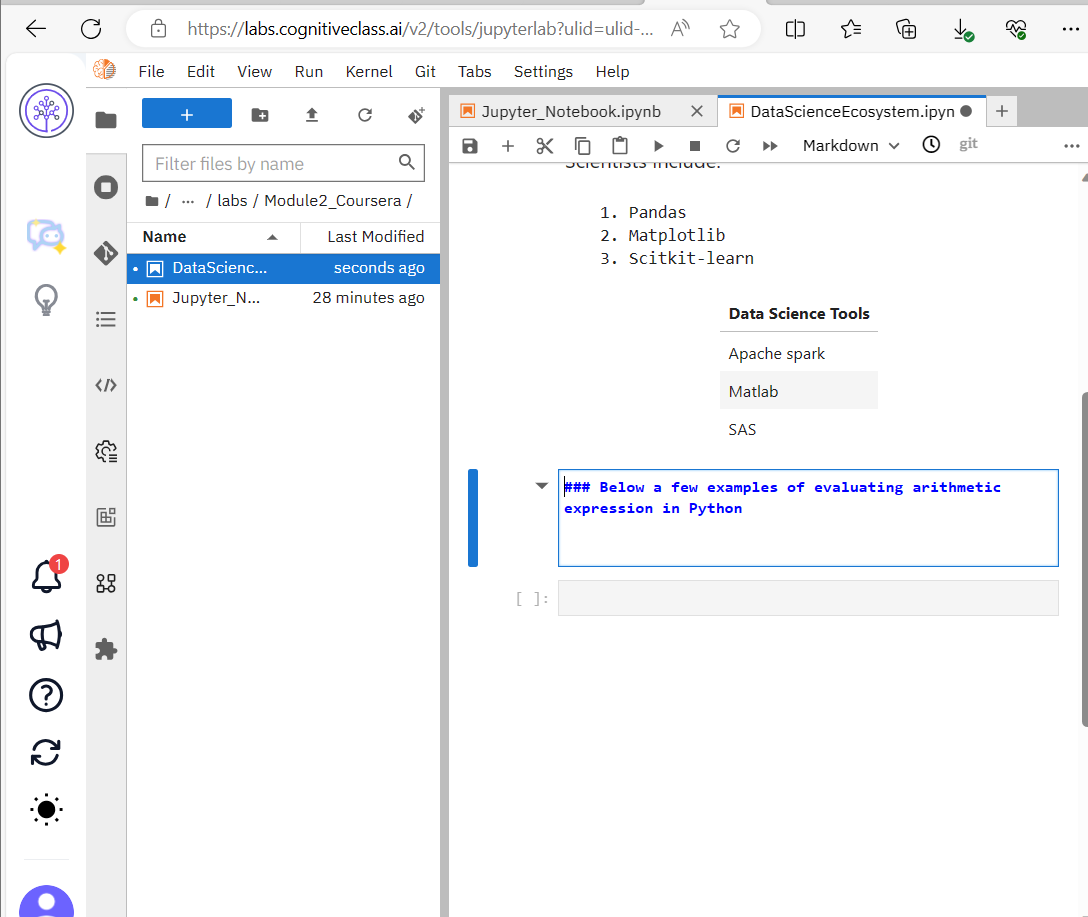 https://labs.cognitiveclass.ai/v2/tools/jupyterlab?ulid=ulid-...
File Edit View Run Kernel Git Tabs Settings Help
Jupyter_Notebook.ipynb
DataScienceEcosystem.ipyn
Markdown
git
Filter files by name
/ ... / labs / Module2_Coursera /
Name Last Modified
DataScienc... seconds ago
Jupyter_N... 28 minutes ago
Scientists include:
1. Pandas
2. Matplotlib
3. Scitkit-learn
Data Science Tools
Apache spark
Matlab
SAS
### Below a few examples of evaluating arithmetic
expression in Python
[ ]:
1